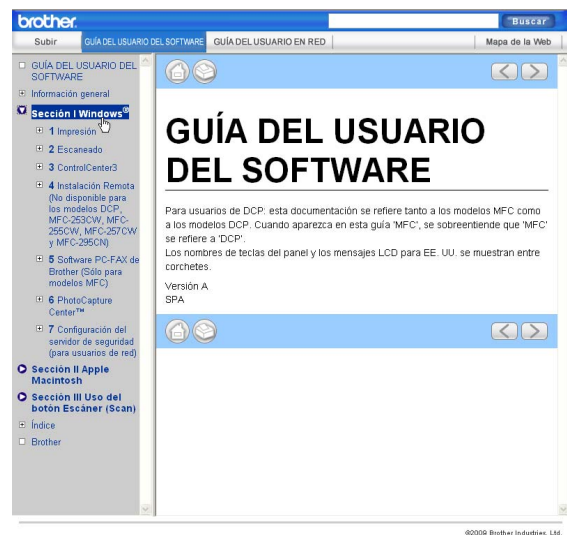 brother.
Buscar
Subir
GUÍA DEL USUARIO DEL SOFTWARE
GUÍA DEL USUARIO EN RED
Mapa de la Web
GUÍA DEL USUARIO DEL
SOFTWARE
Información general
Sección I Windows®
1 Impresión
2 Escaneado
3 ControlCenter3
4 Instalación Remota
(No disponible para
los modelos DCP,
MFC-253CW, MFC-
255CW, MFC-257CW
y MFC-295CN)
5 Software PC-FAX de
Brother (Sólo para
modelos MFC)
6 PhotoCapture
Center™
7 Configuración del
servidor de seguridad
(para usuarios de red)
Sección II Apple
Macintosh
Sección III Uso del
botón Escáner (Scan)
Índice
Brother
GUÍA DEL USUARIO
DEL SOFTWARE
Para usuarios de DCP: esta documentación se refiere tanto a los modelos MFC como
a los modelos DCP. Cuando aparezca en esta guía 'MFC', se sobreentiende que 'MFC'
se refiere a 'DCP'.
Los nombres de teclas del panel y los mensajes LCD para EE. UU. se muestran entre
corchetes.
Versión A
SPA
©2009 Brother Industries, Ltd.